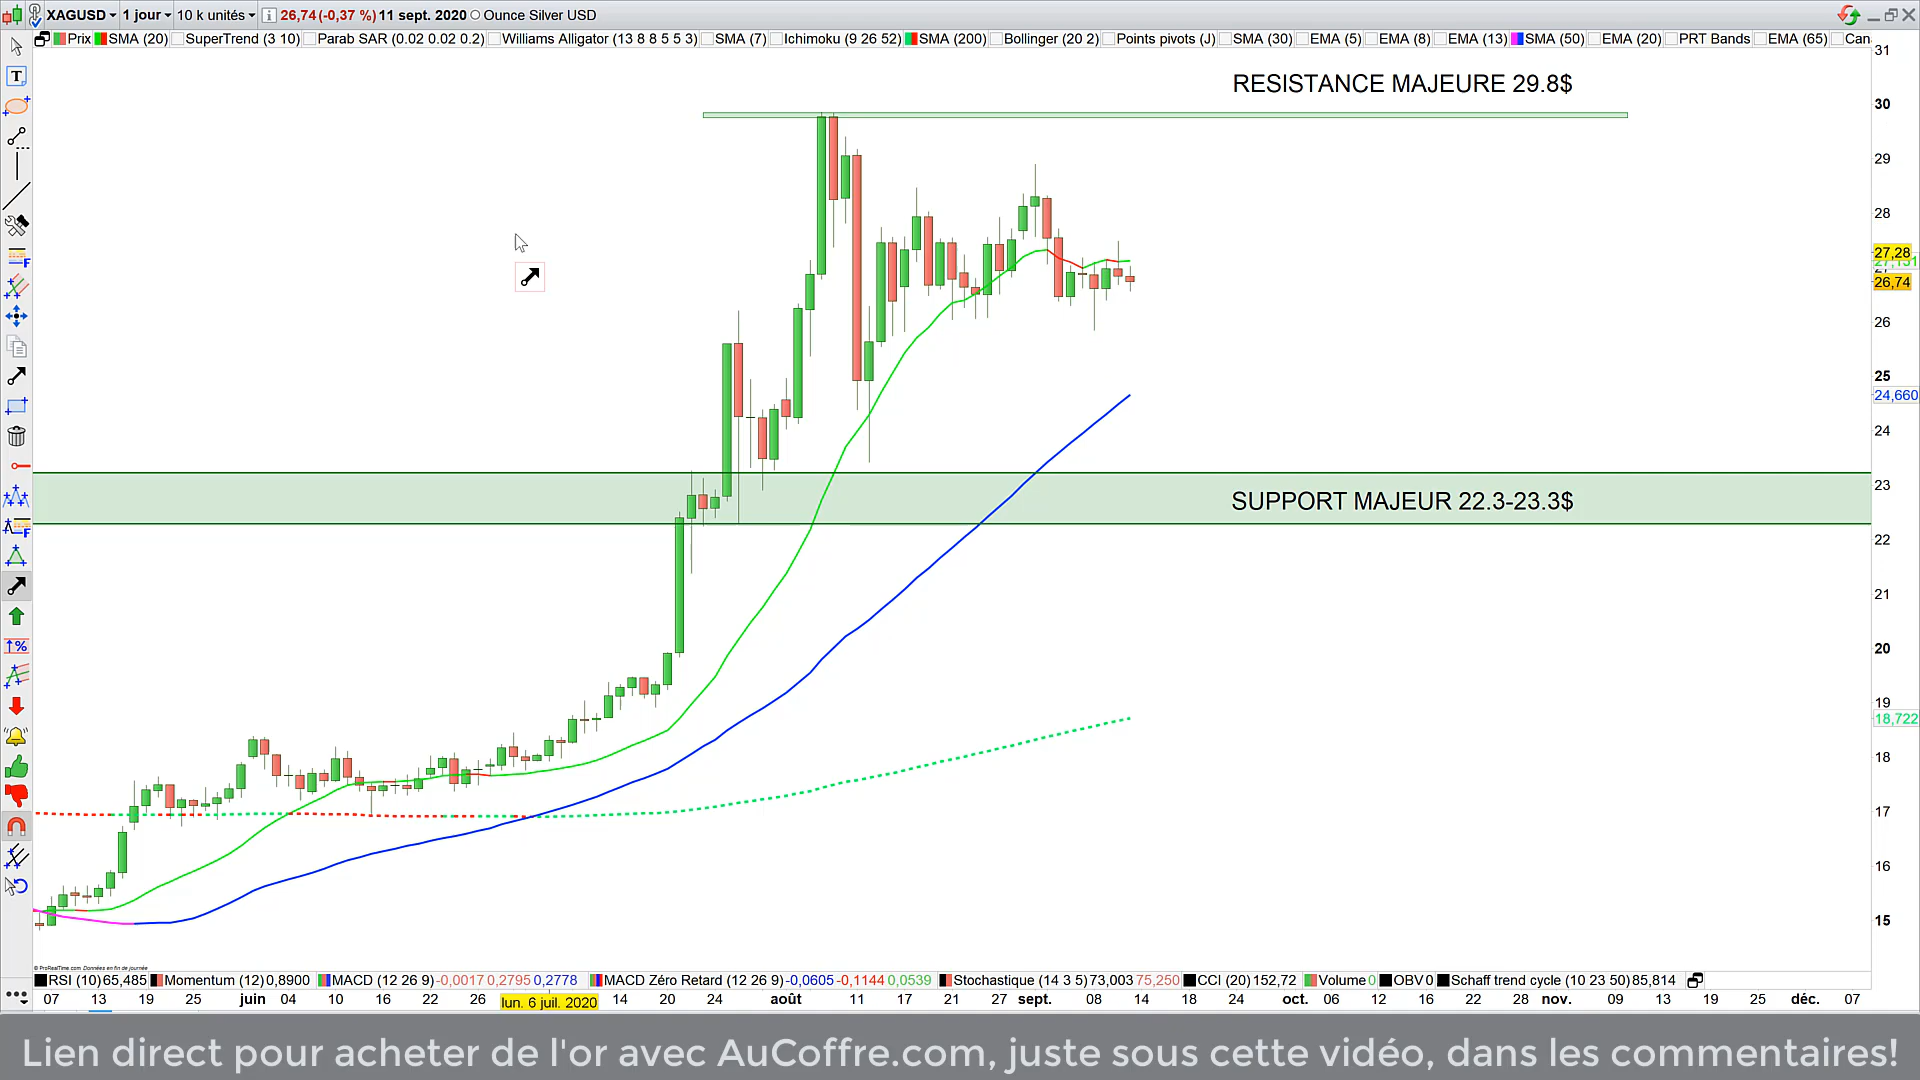 XAGUSD 1 jour 10 k unités 26,74 (-0,37 %) 11 sept. 2020 Ounce Silver USD
Prix SMA (20) SuperTrend (3 10) Parab SAR (0.02 0.02 0.2) Williams Alligator (13 8 8 5 5 3) SMA (7) Ichimoku (9 26 52) SMA (200) Bollinger (20 2) Points pivots (J) SMA (30) EMA (5) EMA (8) EMA (13) SMA (50) EMA (20) PRT Bands EMA (65) Can
31
RESISTANCE MAJEURE 29.8$
30
29
28
27,28
27,131
26,74
26
25
24,660
24
23
SUPPORT MAJEUR 22.3-23.3$
22
21
20
19
18,722
18
17
16
15
© ProRealTime.com Données en fin de journée
RSI (10) 65,485 Momentum (12) 0,8900 MACD (12 26 9) -0,0017 0,2795 0,2778 MACD Zéro Retard (12 26 9) -0,0605 -0,1144 0,0539 Stochastique (14 3 5) 73,003 75,250 CCI (20) 152,72 Volume 0 OBV 0 Schaff trend cycle (10 23 50) 85,814
07 13 19 25 juin 04 10 16 22 26 lun. 6 juil. 2020 14 20 24 août 11 17 21 27 sept. 08 14 18 24 oct. 06 12 16 22 28 nov. 09 13 19 25 déc. 07
Lien direct pour acheter de l'or avec AuCoffre.com, juste sous cette vidéo, dans les commentaires!